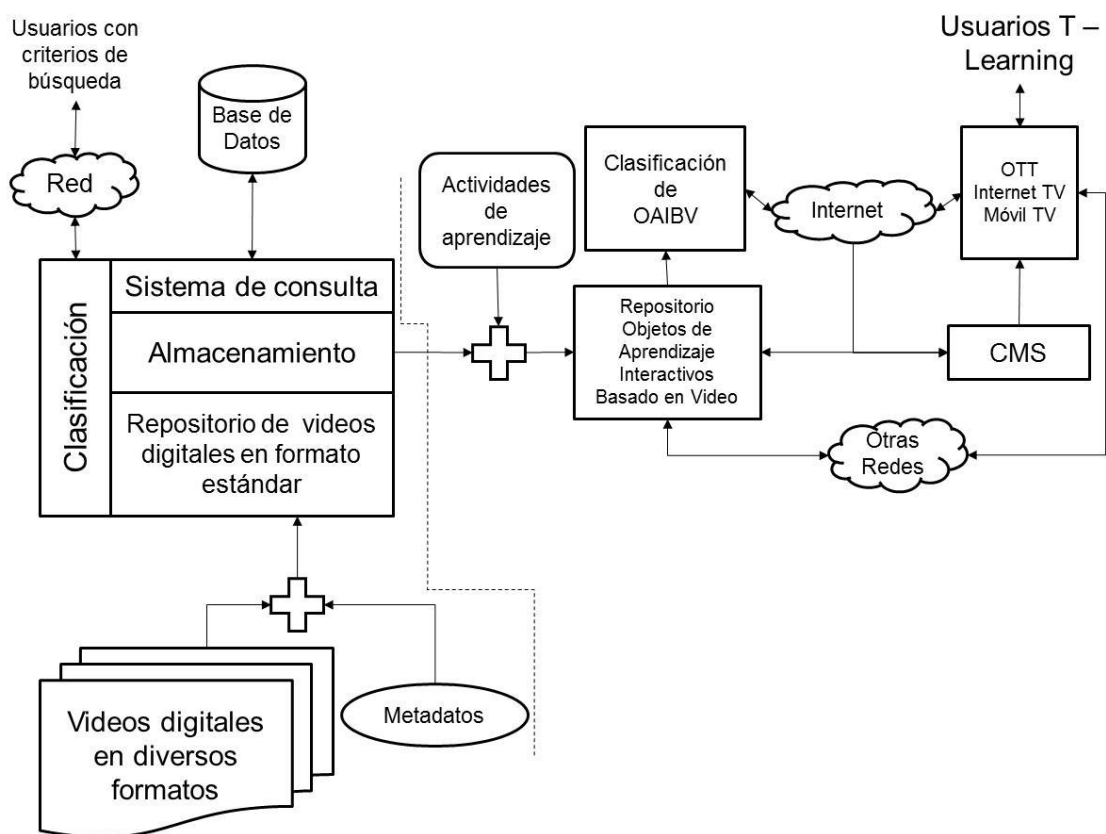 Usuarios con
criterios de
búsqueda
Red
Base de
Datos
Clasificación
Sistema de consulta
Almacenamiento
Repositorio de videos
digitales en formato
estándar
Videos digitales
en diversos
formatos
Metadatos
Actividades
de
aprendizaje
Clasificación
de
OAIBV
Repositorio
Objetos de
Aprendizaje
Interactivos
Basado en Video
Internet
Usuarios T –
Learning
OTT
Internet TV
Móvil TV
CMS
Otras
Redes